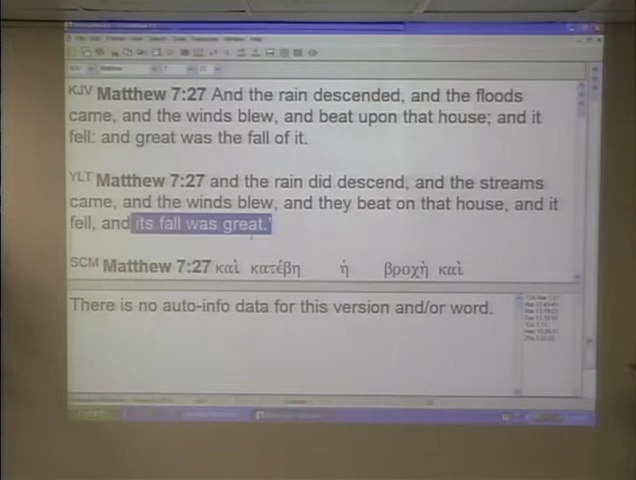 KJV Matthew 7:27 And the rain descended, and the floods
came, and the winds blew, and beat upon that house; and it
fell: and great was the fall of it.
YLT Matthew 7:27 and the rain did descend, and the streams
came, and the winds blew, and they beat on that house, and it
fell, and its fall was great.'
SCM Matthew 7:27 καὶ κατέβη ἡ βροχὴ καὶ
There is no auto-info data for this version and/or word.